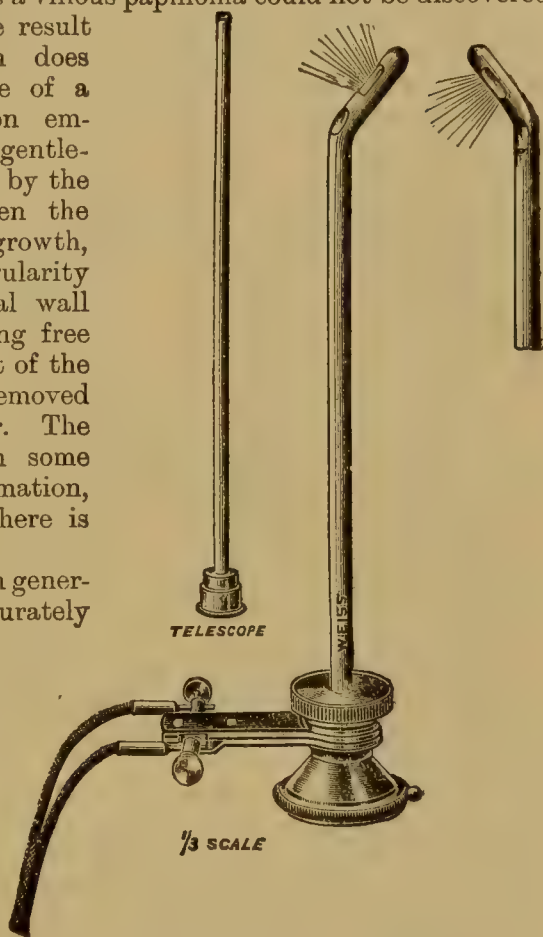 a villous papilloma could not be discovered
result
does
e of a
on em-
gentle-
by the
en the
growth,
gularity
al wall
ng free
t of the
emoved
r. The
n some
mation,
here is
n gener-
urately
TELESCOPE
WEISS
1/3 SCALE